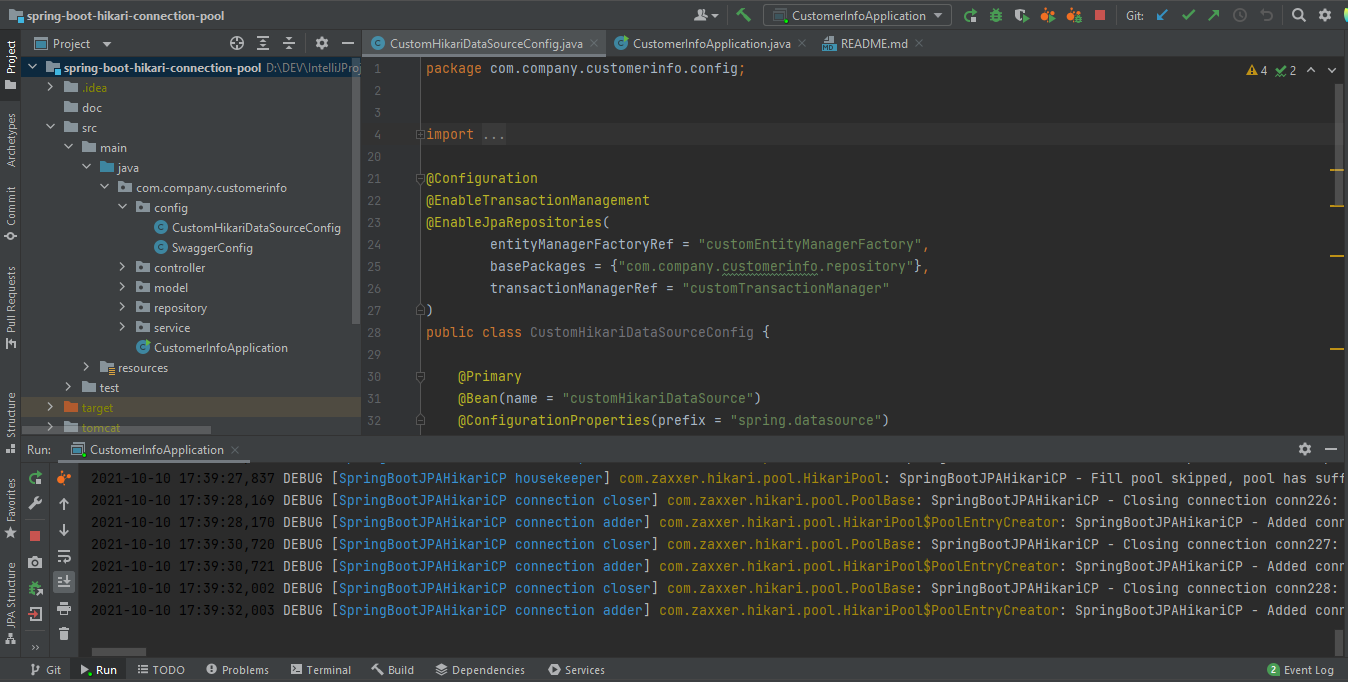 spring-boot-hikari-connection-pool
CustomerInfoApplication
Git:
Project
CustomHikariDataSourceConfig.java
CustomerInfoApplication.java
README.md
Project
Archetypes
Commit
Pull Requests
Structure
Favorites
JPA Structure
spring-boot-hikari-connection-pool D:\DEV\IntelliJProj
.idea
doc
src
main
java
com.company.customerinfo
config
CustomHikariDataSourceConfig
SwaggerConfig
controller
model
repository
service
CustomerInfoApplication
resources
test
target
tomcat
4 2
1 package com.company.customerinfo.config;
2
3
4 import ...
20
21 @Configuration
22 @EnableTransactionManagement
23 @EnableJpaRepositories(
24 entityManagerFactoryRef = "customEntityManagerFactory",
25 basePackages = {"com.company.customerinfo.repository"},
26 transactionManagerRef = "customTransactionManager"
27 )
28 public class CustomHikariDataSourceConfig {
29
30 @Primary
31 @Bean(name = "customHikariDataSource")
32 @ConfigurationProperties(prefix = "spring.datasource")
Run: CustomerInfoApplication
2021-10-10 17:39:27,837 DEBUG [SpringBootJPAHikariCP housekeeper] com.zaxxer.hikari.pool.HikariPool: SpringBootJPAHikariCP - Fill pool skipped, pool has suff
2021-10-10 17:39:28,169 DEBUG [SpringBootJPAHikariCP connection closer] com.zaxxer.hikari.pool.PoolBase: SpringBootJPAHikariCP - Closing connection conn226:
2021-10-10 17:39:28,170 DEBUG [SpringBootJPAHikariCP connection adder] com.zaxxer.hikari.pool.HikariPool$PoolEntryCreator: SpringBootJPAHikariCP - Added conn
2021-10-10 17:39:30,720 DEBUG [SpringBootJPAHikariCP connection closer] com.zaxxer.hikari.pool.PoolBase: SpringBootJPAHikariCP - Closing connection conn227:
2021-10-10 17:39:30,721 DEBUG [SpringBootJPAHikariCP connection adder] com.zaxxer.hikari.pool.HikariPool$PoolEntryCreator: SpringBootJPAHikariCP - Added conn
2021-10-10 17:39:32,002 DEBUG [SpringBootJPAHikariCP connection closer] com.zaxxer.hikari.pool.PoolBase: SpringBootJPAHikariCP - Closing connection conn228:
2021-10-10 17:39:32,003 DEBUG [SpringBootJPAHikariCP connection adder] com.zaxxer.hikari.pool.HikariPool$PoolEntryCreator: SpringBootJPAHikariCP - Added conn
Git Run TODO Problems Terminal Build Dependencies Services 2 Event Log